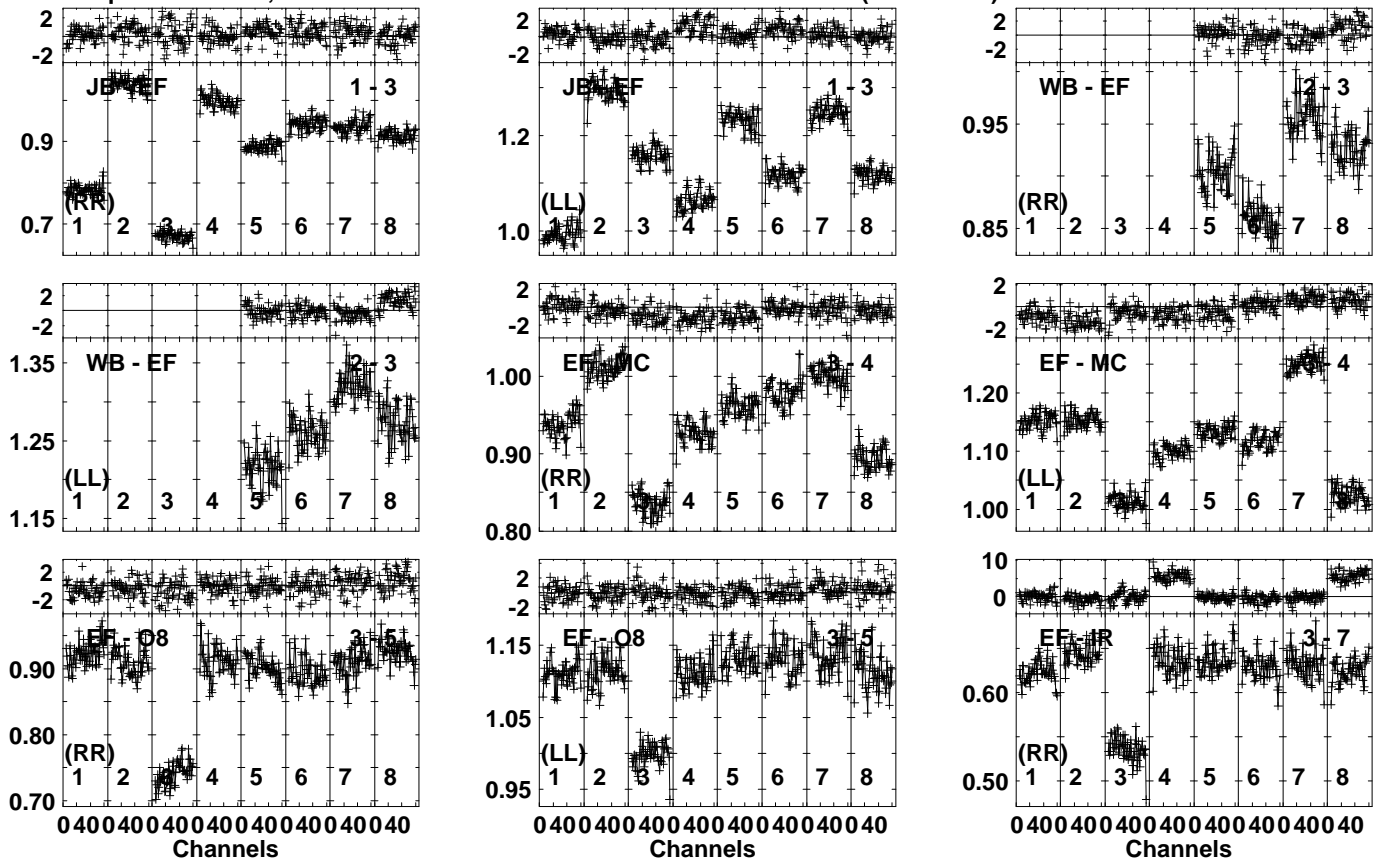 2
-2
JB - EF
1 - 3
0.9
0.7
(RR)
1 2 3 4 5 6 7 8
2
-2
JB - EF
1 - 3
1.2
1.0
(LL)
1 2 3 4 5 6 7 8
2
-2
WB - EF
2 - 3
0.95
0.85
(RR)
1 2 3 4 5 6 7 8
2
-2
WB - EF
2 - 3
1.35
1.25
1.15
(LL)
1 2 3 4 5 6 7 8
2
-2
EF - MC
3 - 4
1.00
0.90
0.80
(RR)
1 2 3 4 5 6 7 8
2
-2
EF - MC
3 - 4
1.20
1.10
1.00
(LL)
1 2 3 4 5 6 7 8
2
-2
EF - O8
3 - 5
0.90
0.80
0.70
(RR)
1 2 3 4 5 6 7 8
0 40 0 40 0 40 0 40 0 40 0 40 0 40 0 40
Channels
2
-2
EF - O8
3 - 5
1.15
1.05
0.95
(LL)
1 2 3 4 5 6 7 8
0 40 0 40 0 40 0 40 0 40 0 40 0 40 0 40
Channels
10
0
EF - IR
3 - 7
0.60
0.50
(RR)
1 2 3 4 5 6 7 8
0 40 0 40 0 40 0 40 0 40 0 40 0 40 0 40
Channels